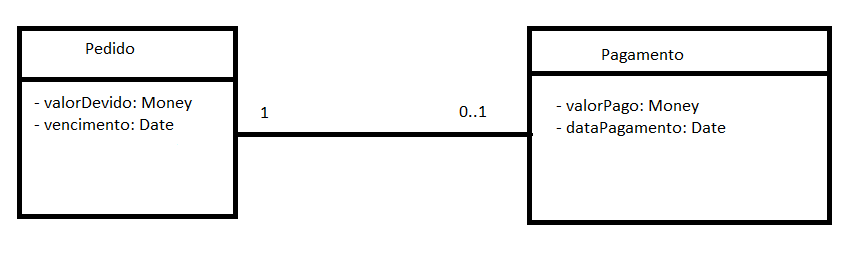 Pedido
- valorDevido: Money
- vencimento: Date
1
0..1
Pagamento
- valorPago: Money
- dataPagamento: Date